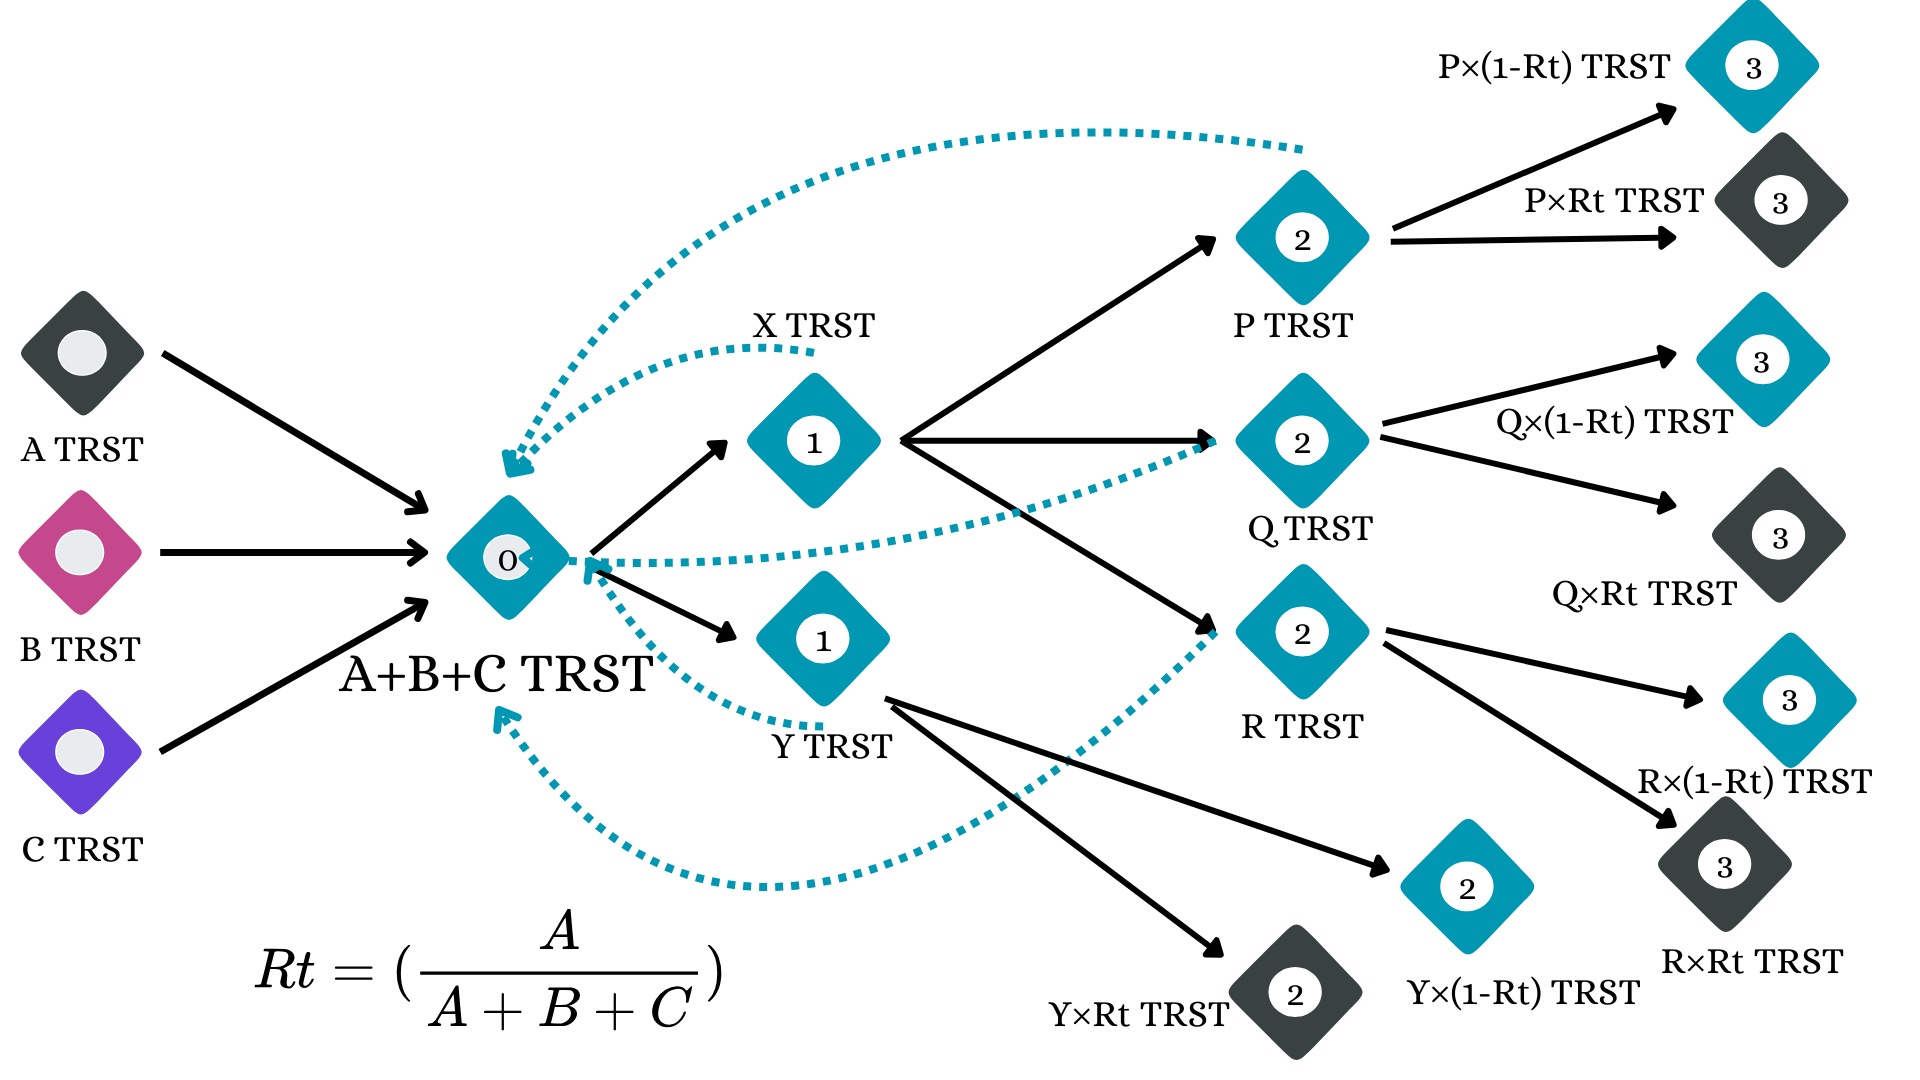 P×(1-Rt) TRST
3
P×Rt TRST
3
2
P TRST
X TRST
1
A TRST
B TRST
C TRST
0
A+B+C TRST
1
Y TRST
2
Q TRST
3
Q×(1-Rt) TRST
3
Q×Rt TRST
2
R TRST
3
R×(1-Rt) TRST
3
R×Rt TRST
2
Y×(1-Rt) TRST
2
Y×Rt TRST
Rt = (A / A + B + C)